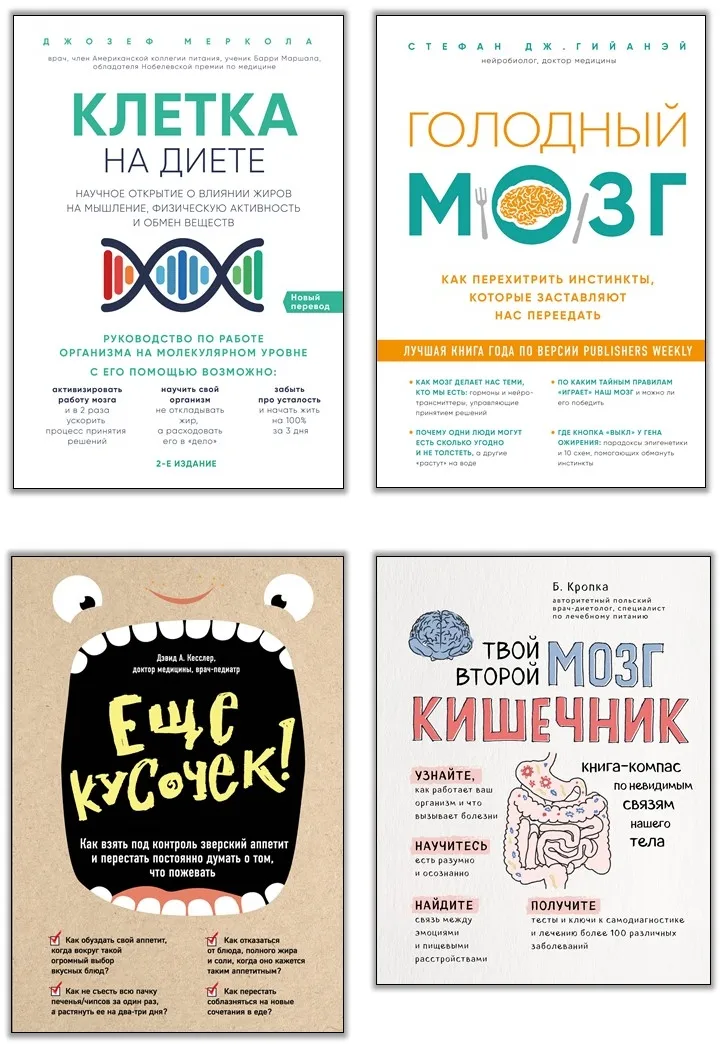 ДЖОЗЕФ МЕРКОЛА
врач, член Американской коллегии питания, ученик Барри Маршала,
обладателя Нобелевской премии по медицине
КЛЕТКА
НА ДИЕТЕ
НАУЧНОЕ ОТКРЫТИЕ О ВЛИЯНИИ ЖИРОВ
НА МЫШЛЕНИЕ, ФИЗИЧЕСКУЮ АКТИВНОСТЬ
И ОБМЕН ВЕЩЕСТВ
Новый
перевод
РУКОВОДСТВО ПО РАБОТЕ
ОРГАНИЗМА НА МОЛЕКУЛЯРНОМ УРОВНЕ
С ЕГО ПОМОЩЬЮ ВОЗМОЖНО:
активизировать
работу мозга
и в 2 раза
ускорить
процесс принятия
решений
научить свой
организм
не откладывать
жир,
а расходовать
его в «дело»
забыть
про усталость
и начать жить
на 100%
за 3 дня
2-Е ИЗДАНИЕ
СТЕФАН ДЖ. ГИЙАНЭЙ
нейробиолог, доктор медицины
ГОЛОДНЫЙ
МОЗГ
КАК ПЕРЕХИТРИТЬ ИНСТИНКТЫ,
КОТОРЫЕ ЗАСТАВЛЯЮТ
НАС ПЕРЕЕДАТЬ
ЛУЧШАЯ КНИГА ГОДА ПО ВЕРСИИ PUBLISHERS WEEKLY
• КАК МОЗГ ДЕЛАЕТ НАС ТЕМИ,
КТО МЫ ЕСТЬ: гормоны и нейро-
трансмиттеры, управляющие
принятием решений
• ПОЧЕМУ ОДНИ ЛЮДИ МОГУТ
ЕСТЬ СКОЛЬКО УГОДНО
И НЕ ТОЛСТЕТЬ, а другие
«растут» на воде
• ПО КАКИМ ТАЙНЫМ ПРАВИЛАМ
«ИГРАЕТ» НАШ МОЗГ и можно ли
его победить
• ГДЕ КНОПКА «ВЫКЛ» У ГЕНА
ОЖИРЕНИЯ: парадоксы эпигенетики
и 10 схем, помогающих обмануть
инстинкты
Дэвид А. Кесслер,
доктор медицины, врач-педиатр
ЕЩЕ
КУСОЧЕК!
Как взять под контроль зверский аппетит
и перестать постоянно думать о том,
что пожевать
Как обуздать свой аппетит,
когда вокруг такой
огромный выбор
вкусных блюд?
Как не съесть всю пачку
печенья/чипсов за один раз,
а растянуть ее на два-три дня?
Как отказаться
от блюда, полного жира
и соли, когда оно кажется
таким аппетитным?
Как перестать
соблазняться на новые
сочетания в еде?
Б. Кропка
авторитетный польский
врач-диетолог, специалист
по лечебному питанию
ТВОЙ
ВТОРОЙ
МОЗГ
КИШЕЧНИК
КНИГА-КОМПАС
ПО НЕВИДИМЫМ
СВЯЗЯМ
НАШЕГО
ТЕЛА
УЗНАЙТЕ,
как работает ваш
организм и что
вызывает болезни
НАУЧИТЕСЬ
есть разумно
и осознанно
НАЙДИТЕ
связь между
эмоциями
и пищевыми
расстройствами
ПОЛУЧИТЕ
тесты и ключи к самодиагностике
и лечению более 100 различных
заболеваний